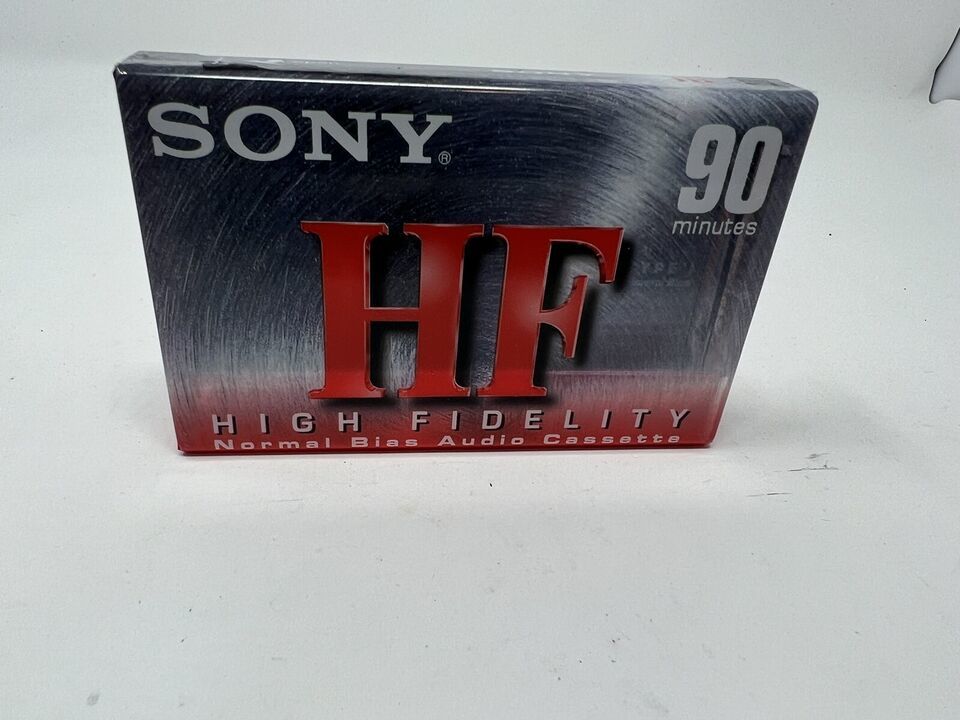 SONY®
90
minutes
HF
HIGH FIDELITY
Normal Bias Audio Cassette